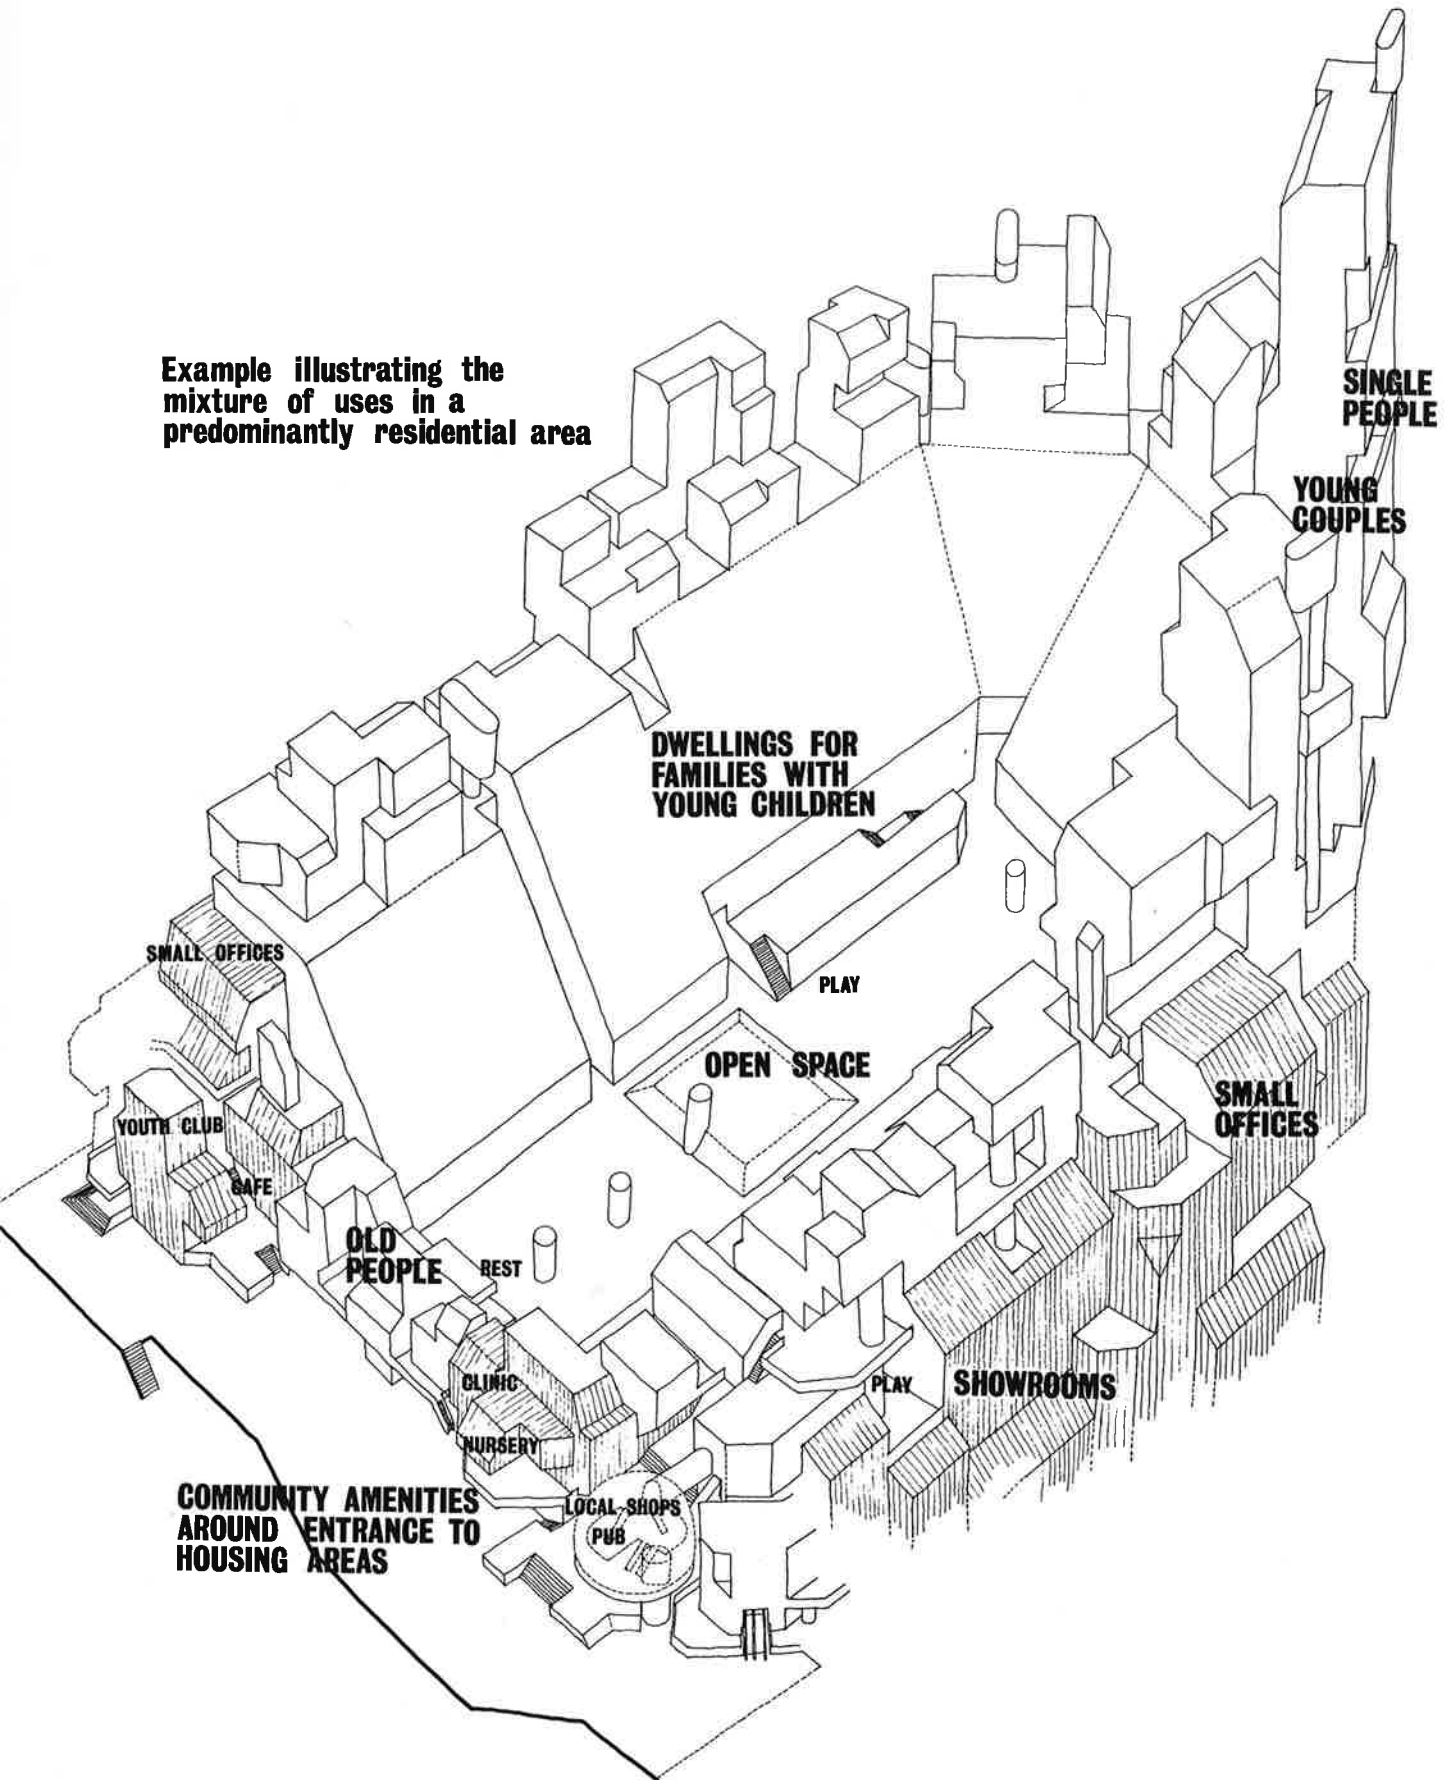 Example illustrating the
mixture of uses in a
predominantly residential area
SINGLE
PEOPLE
YOUNG
COUPLES
DWELLINGS FOR
FAMILIES WITH
YOUNG CHILDREN
SMALL OFFICES
PLAY
OPEN SPACE
SMALL
OFFICES
YOUTH CLUB
CAFE
OLD
PEOPLE
REST
CLINIC
PLAY
SHOWROOMS
NURSERY
COMMUNITY AMENITIES
AROUND ENTRANCE TO
HOUSING AREAS
LOCAL SHOPS
PUB